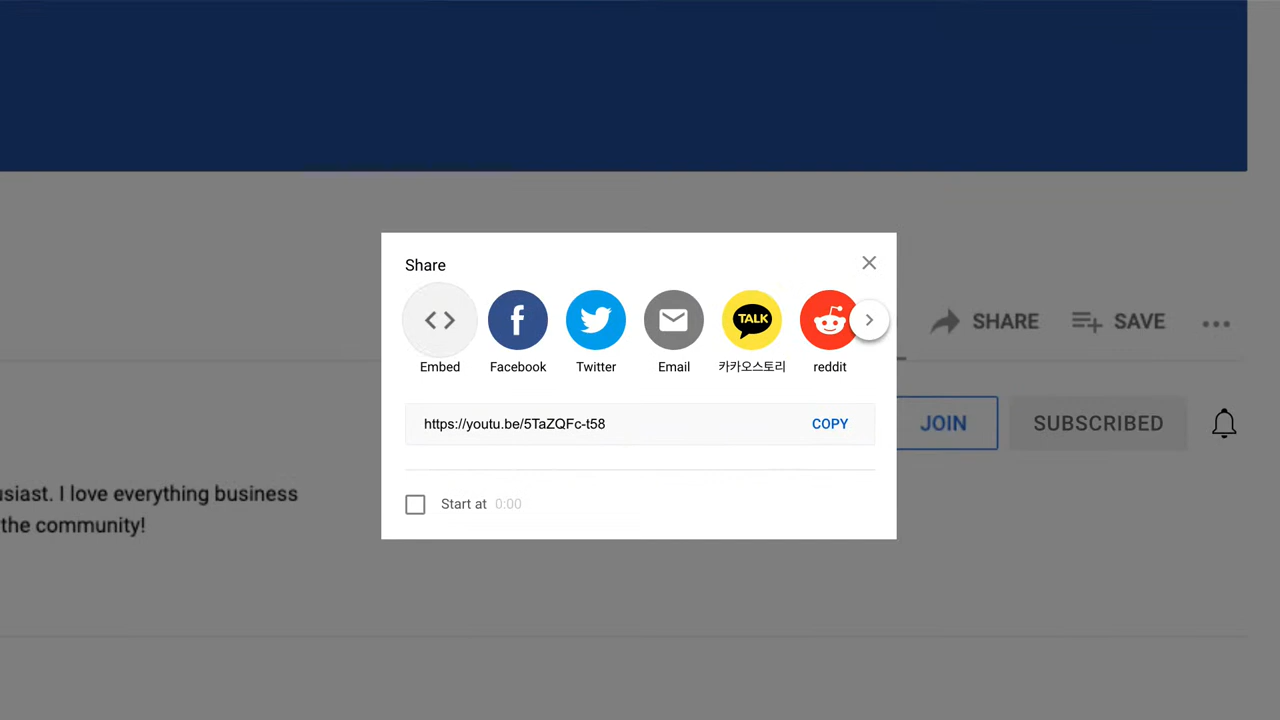 Share
TALK
Embed
Facebook
Twitter
Email
카카오스토리
reddit
SHARE
SAVE
https://youtu.be/5TaZQFc-t58
COPY
JOIN
SUBSCRIBED
usiast. I love everything business
the community!
Start at 0:00